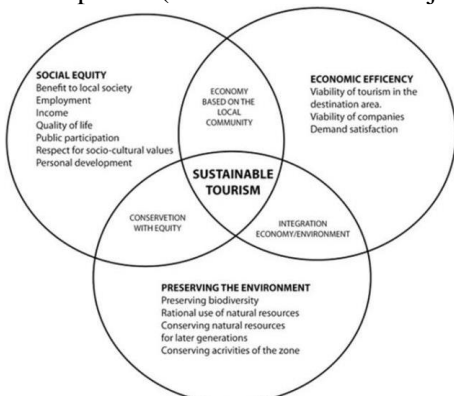 SOCIAL EQUITY
Benefit to local society
Employment
Income
Quality of life
Public participation
Respect for socio-cultural values
Personal development
ECONOMY
BASED ON THE
LOCAL
COMMUNITY
ECONOMIC EFFICENCY
Viability of tourism in the
destination area.
Viability of companies
Demand satisfaction
SUSTAINABLE
TOURISM
CONSERVETION
WITH EQUITY
INTEGRATION
ECONOMY/ENVIRONMENT
PRESERVING THE ENVIRONMENT
Preserving biodiversity
Rational use of natural resources
Conserving natural resources
for later generations
Conserving acrivities of the zone